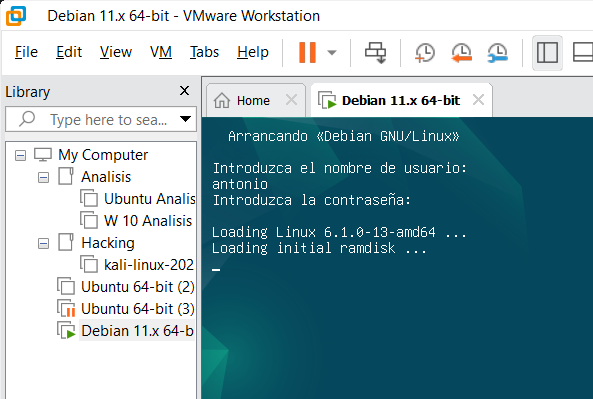 Debian 11.x 64-bit - VMware Workstation
File Edit View VM Tabs Help
Library
Type here to sea...
Home
Debian 11.x 64-bit
My Computer
Analisis
Ubuntu Analis
W 10 Analisis
Hacking
kali-linux-202
Ubuntu 64-bit (2)
Ubuntu 64-bit (3)
Debian 11.x 64-b
Arrancando «Debian GNU/Linux»
Introduzca el nombre de usuario:
antonio
Introduzca la contraseña:
Loading Linux 6.1.0-13-amd64 ...
Loading initial ramdisk ...